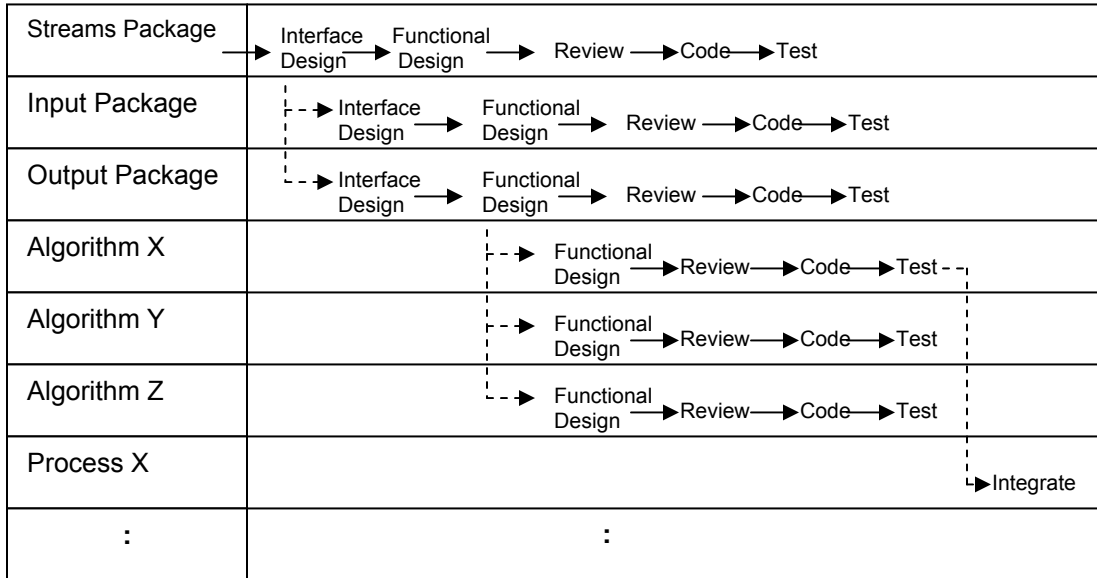 Streams Package
Interface Design Functional Design Review Code Test
Input Package
Interface Design Functional Design Review Code Test
Output Package
Interface Design Functional Design Review Code Test
Algorithm X
Functional Design Review Code Test
Algorithm Y
Functional Design Review Code Test
Algorithm Z
Functional Design Review Code Test
Process X
Integrate
: :